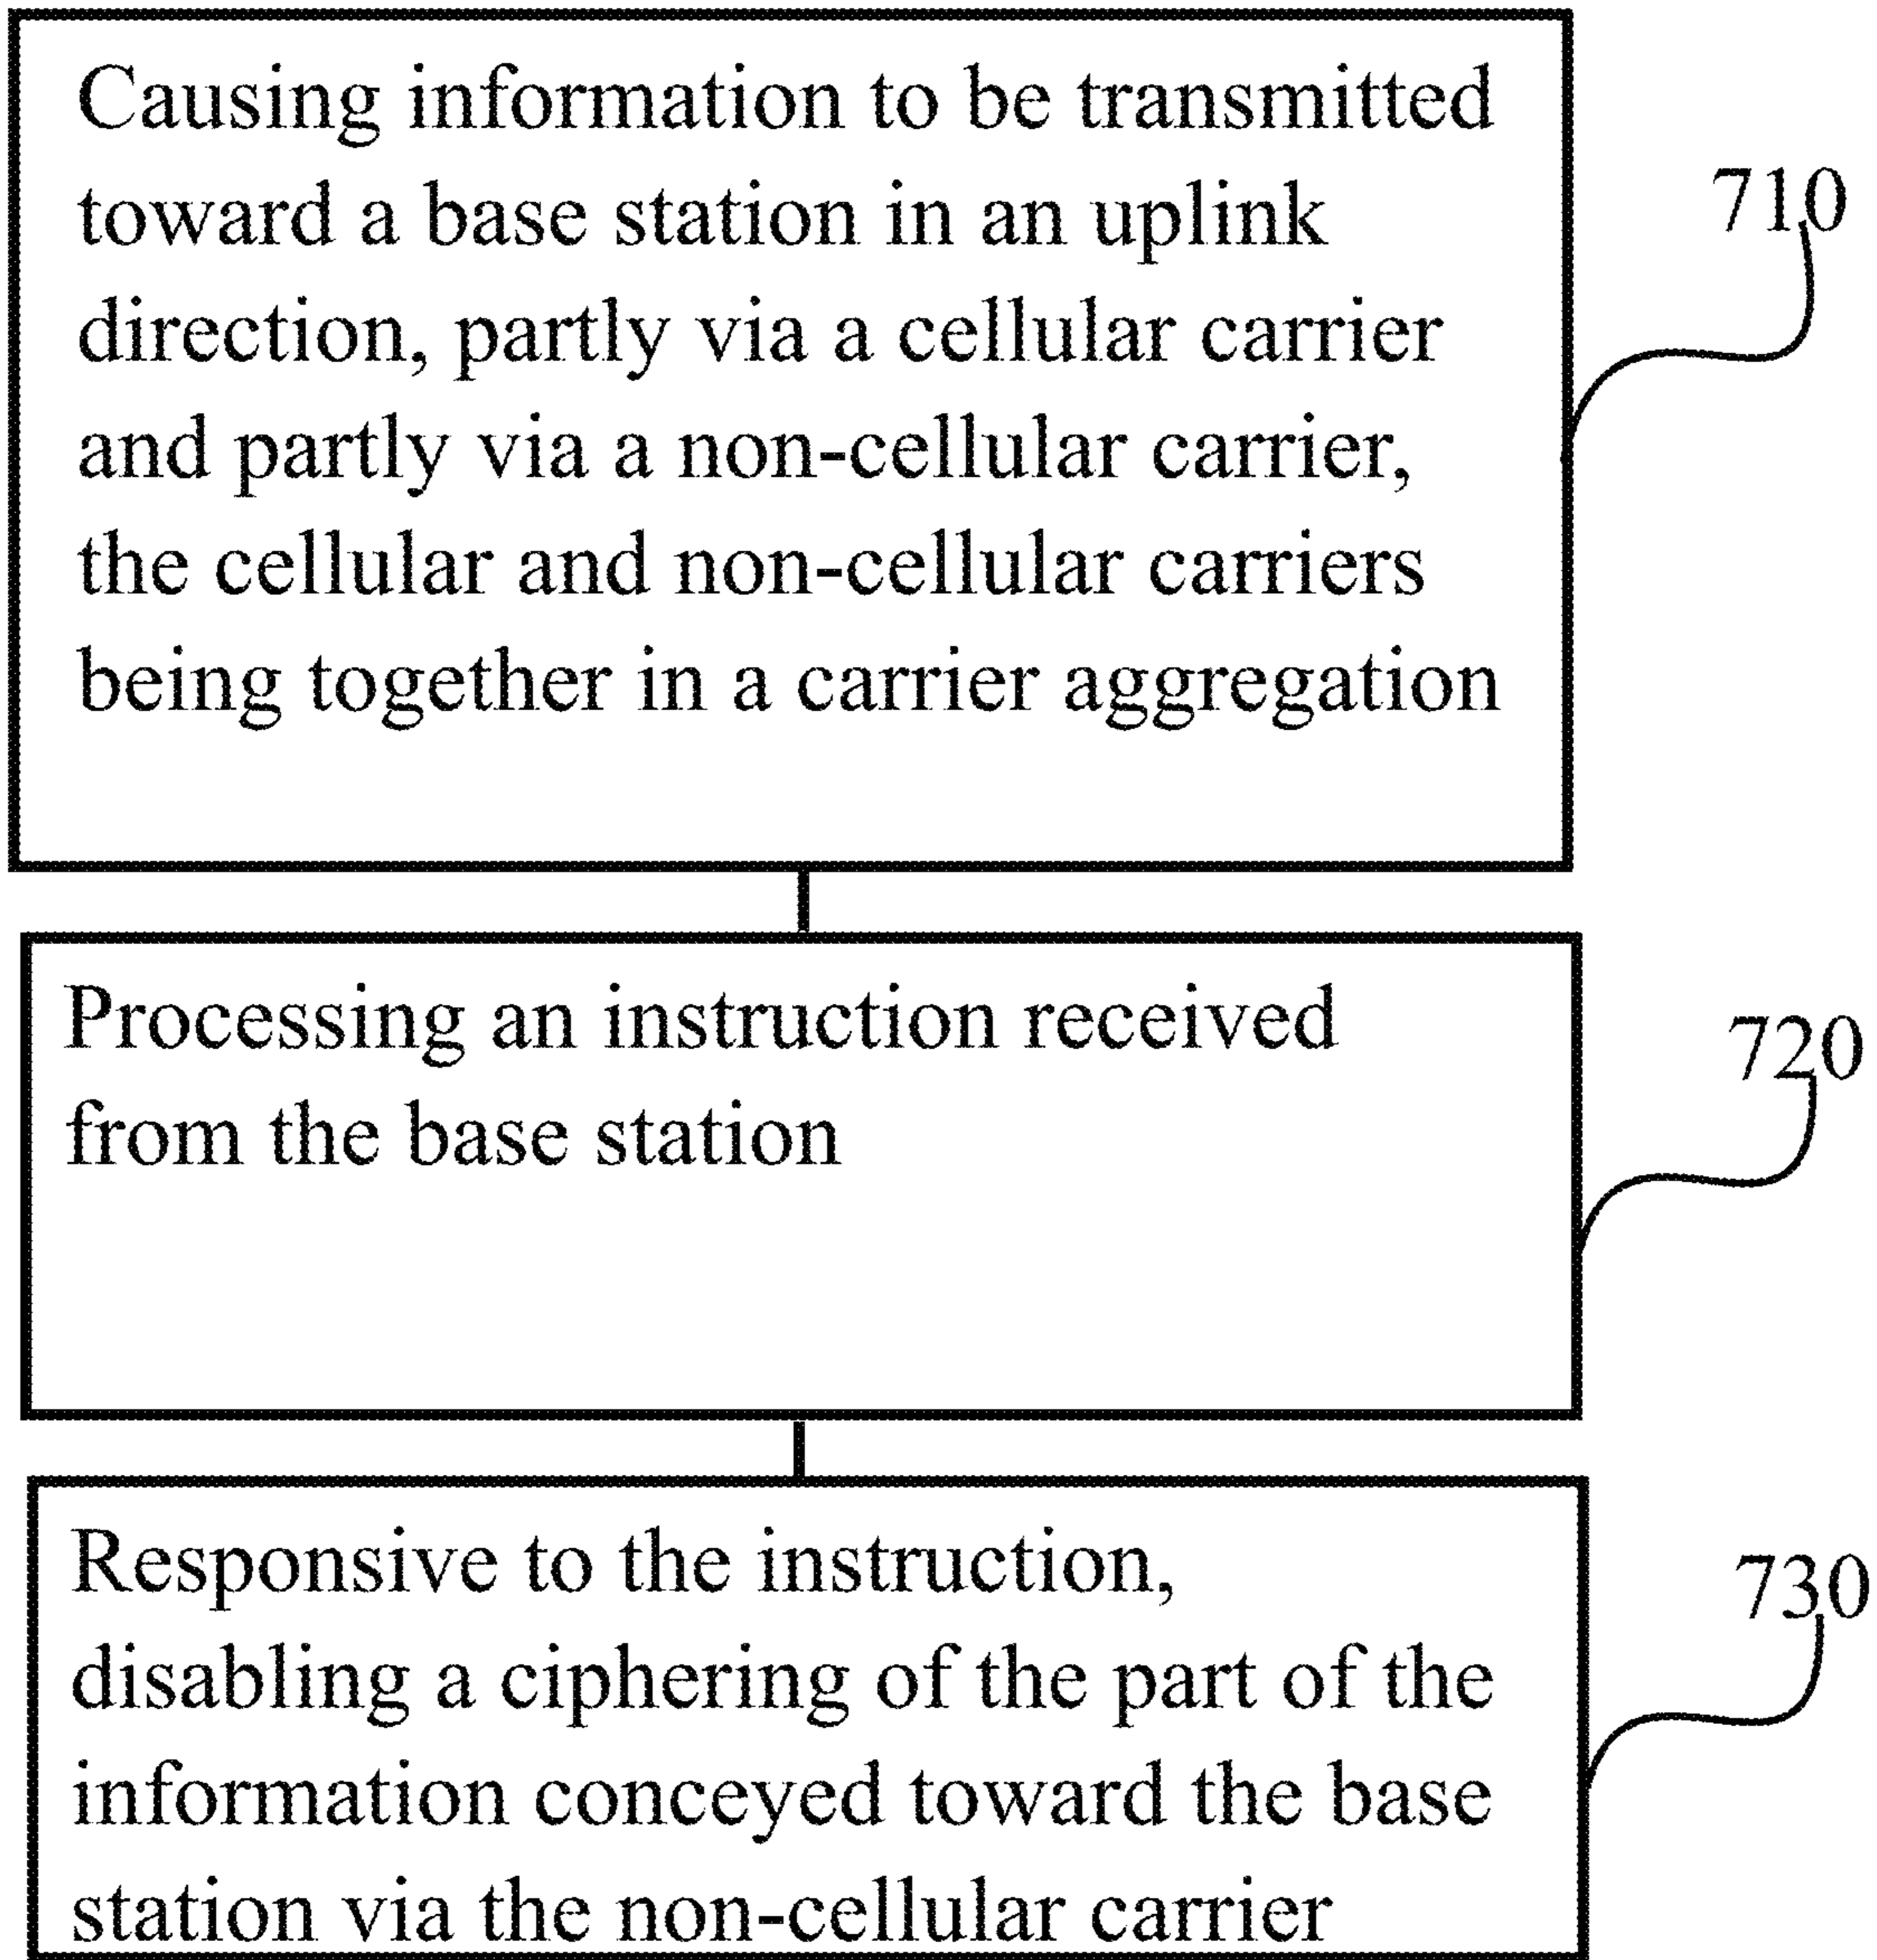 Causing information to be transmitted
toward a base station in an uplink
direction, partly via a cellular carrier
and partly via a non-cellular carrier,
the cellular and non-cellular carriers
being together in a carrier aggregation
710
Processing an instruction received
from the base station
720
Responsive to the instruction,
disabling a ciphering of the part of the
information conceyed toward the base
station via the non-cellular carrier
730